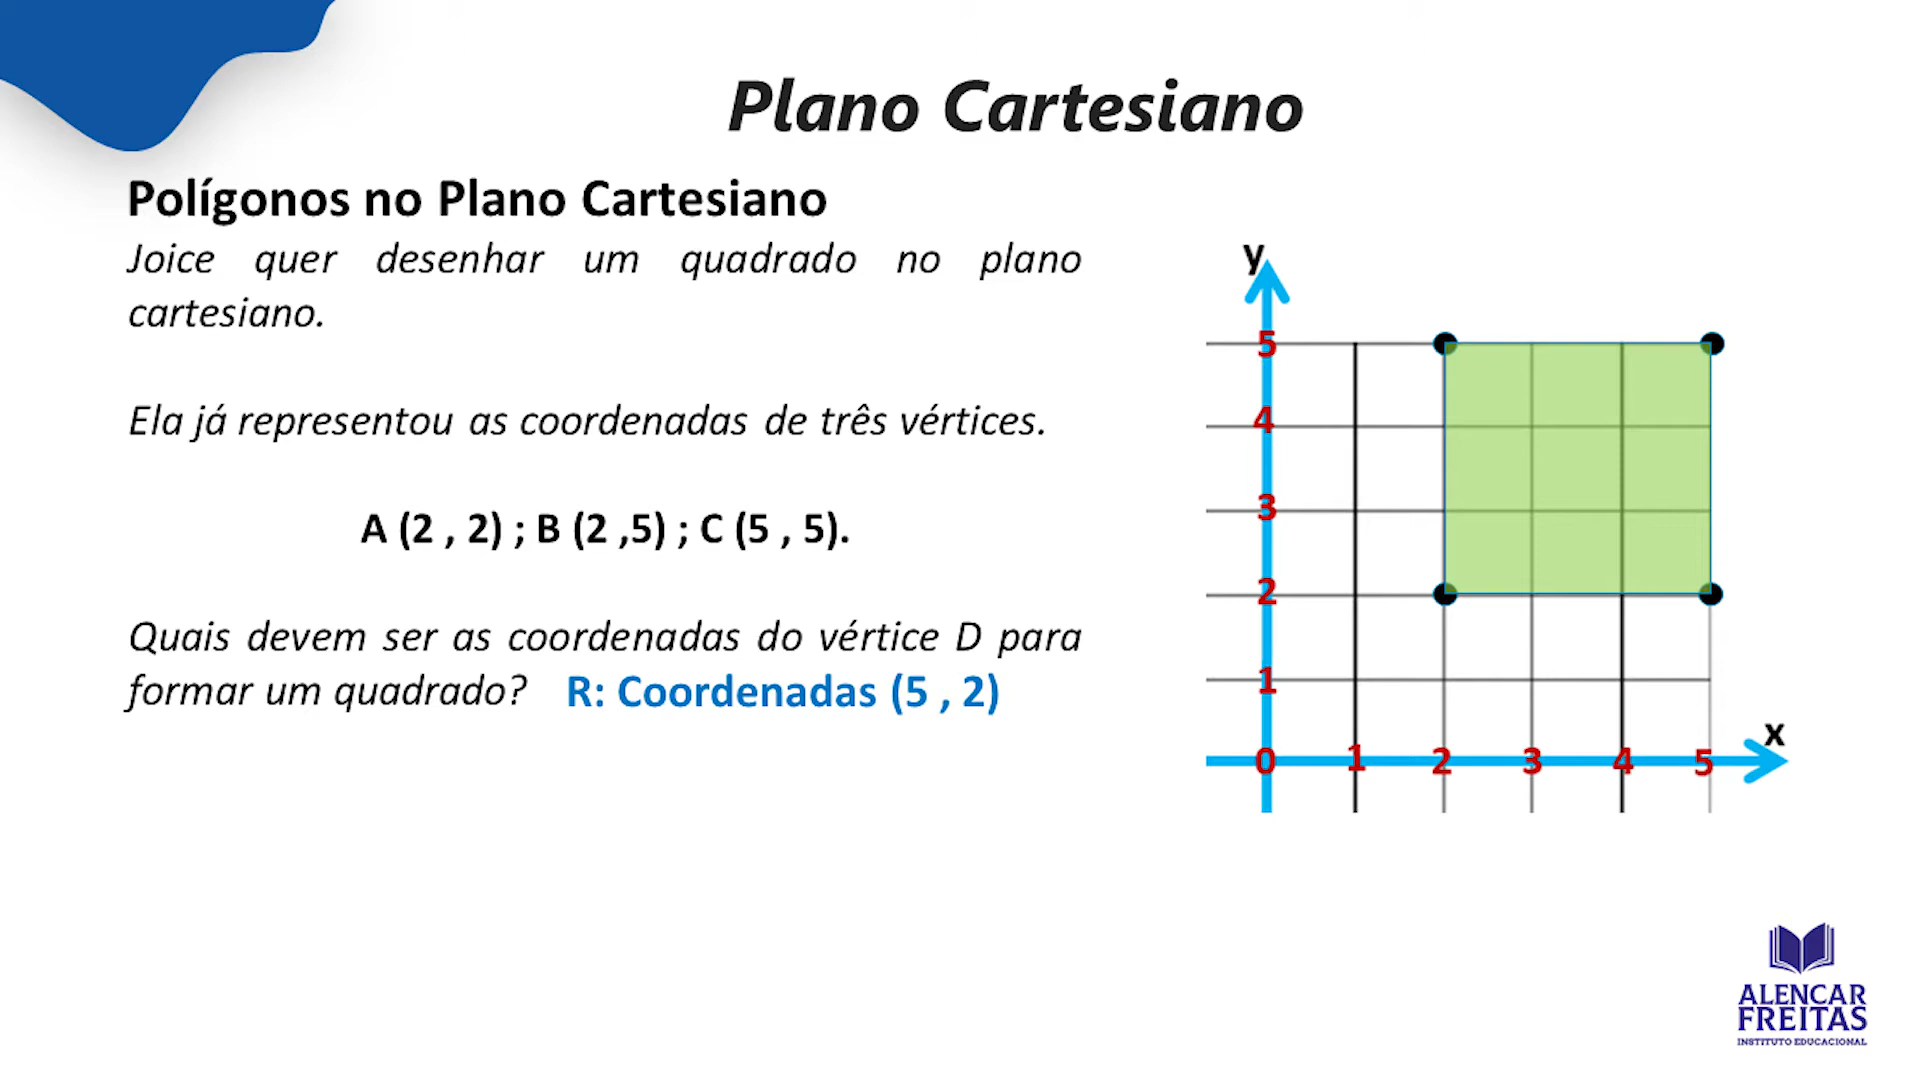 Plano Cartesiano
Polígonos no Plano Cartesiano
Joice quer desenhar um quadrado no plano
cartesiano.
Ela já representou as coordenadas de três vértices.
A (2 , 2) ; B (2 ,5) ; C (5 , 5).
Quais devem ser as coordenadas do vértice D para
formar um quadrado? R: Coordenadas (5 , 2)
y
5
4
3
2
1
x
0 1 2 3 4 5
ALENCAR
FREITAS
INSTITUTO EDUCACIONAL